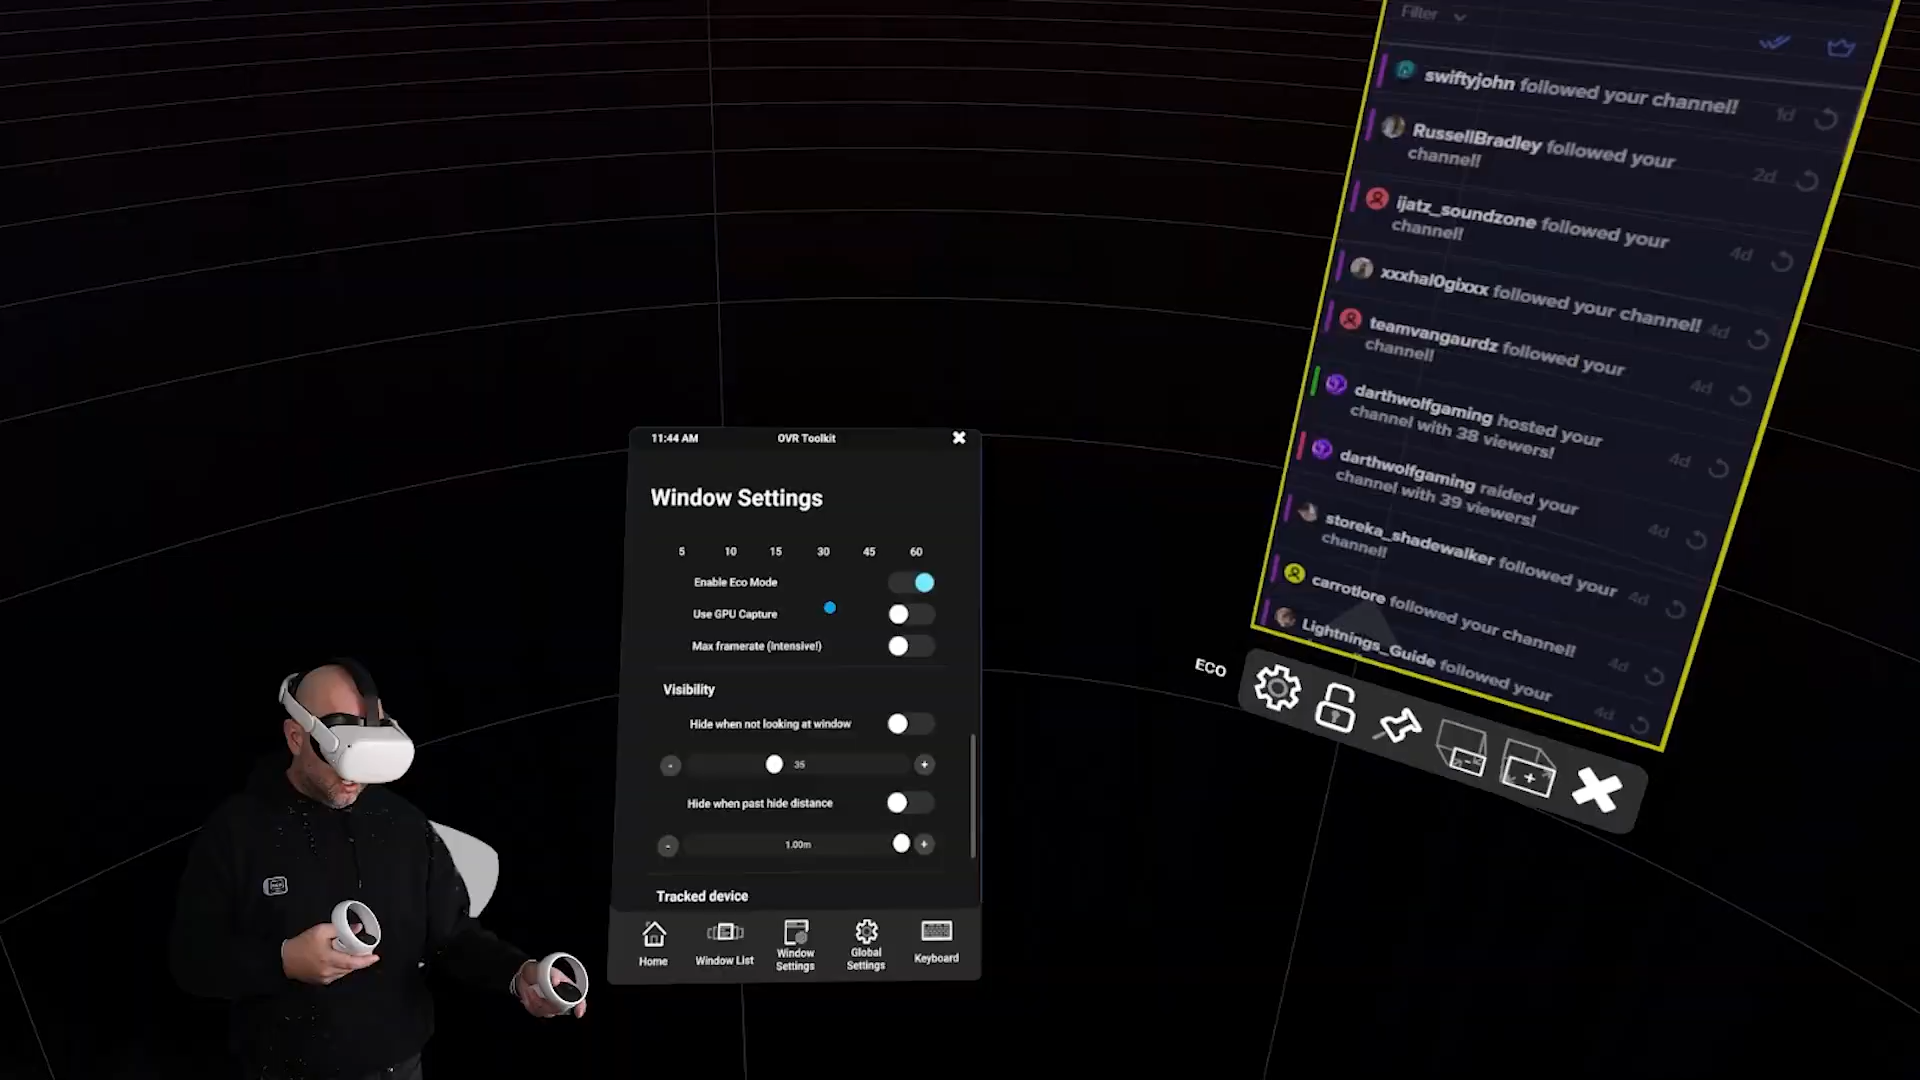 Filter
swiftyjohn followed your channel! 1d
RussellBradley followed your
channel! 2d
ijatz_soundzone followed your
channel! 4d
xxxhal0gixxx followed your channel! 4d
teamvangaurdz followed your
channel! 4d
darthwolfgaming hosted your
channel with 38 viewers! 4d
darthwolfgaming raided your
channel with 39 viewers! 4d
storeka_shadewalker followed your
channel! 4d
carrotlore followed your channel! 4d
Lightnings_Guide followed your
4d
ECO
11:44 AM OVR Toolkit
Window Settings
5 10 15 30 45 60
Enable Eco Mode
Use GPU Capture
Max framerate (Intensive!)
Visibility
Hide when not looking at window
- 35 +
Hide when past hide distance
- 1.00m +
Tracked device
Home Window List Window Settings Global Settings Keyboard